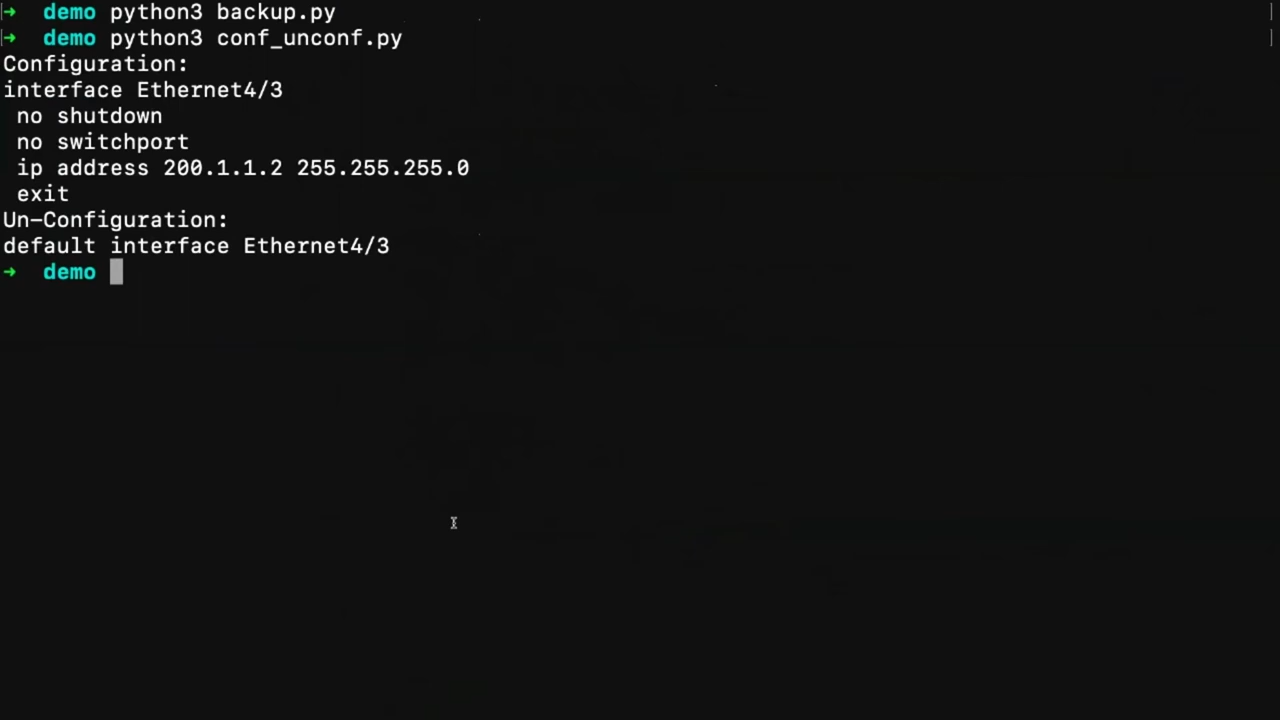 ➜  demo python3 backup.py
➜  demo python3 conf_unconf.py
Configuration:
interface Ethernet4/3
 no shutdown
 no switchport
 ip address 200.1.1.2 255.255.255.0
 exit
Un-Configuration:
default interface Ethernet4/3
➜  demo